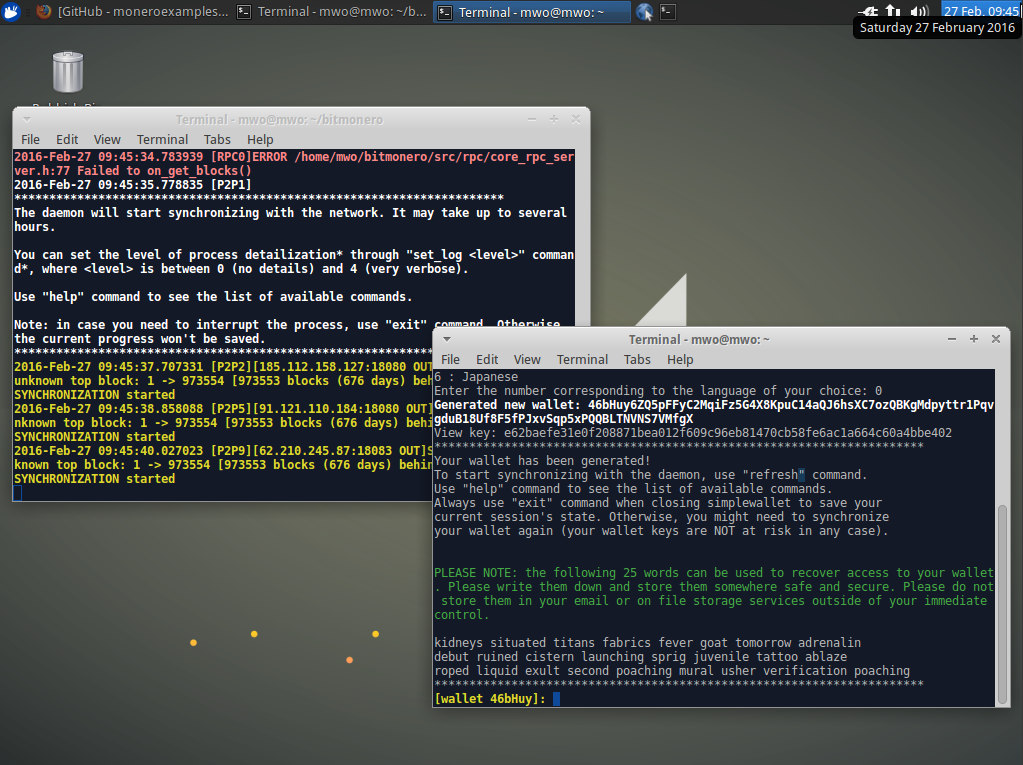 [GitHub - moneroexamples...
Terminal - mwo@mwo: ~/b...
Terminal - mwo@mwo: ~
27 Feb, 09:45
Saturday 27 February 2016
Terminal - mwo@mwo: ~/bitmonero
File Edit View Terminal Tabs Help
2016-Feb-27 09:45:34.783939 [RPC0]ERROR /home/mwo/bitmonero/src/rpc/core_rpc_ser
ver.h:77 Failed to on_get_blocks()
2016-Feb-27 09:45:35.778835 [P2P1]
**********************************************************************
The daemon will start synchronizing with the network. It may take up to several
hours.
You can set the level of process detailization* through "set_log <level>" comman
d*, where <level> is between 0 (no details) and 4 (very verbose).
Use "help" command to see the list of available commands.
Note: in case you need to interrupt the process, use "exit" command. Otherwise,
the current progress won't be saved.
************************************************************
2016-Feb-27 09:45:37.707331 [P2P2][185.112.158.127:18080 OUT]
unknown top block: 1 -> 973554 [973553 blocks (676 days) beh
SYNCHRONIZATION started
2016-Feb-27 09:45:38.858088 [P2P5][91.121.110.184:18080 OUT]
nknown top block: 1 -> 973554 [973553 blocks (676 days) behi
SYNCHRONIZATION started
2016-Feb-27 09:45:40.027023 [P2P9][62.210.245.87:18083 OUT]S
known top block: 1 -> 973554 [973553 blocks (676 days) behin
SYNCHRONIZATION started
Terminal - mwo@mwo: ~
File Edit View Terminal Tabs Help
6 : Japanese
Enter the number corresponding to the language of your choice: 0
Generated new wallet: 46bHuy6ZQ5pFFyC2MqiFz5G4X8KpuC14aQJ6hsXC7ozQBKgMdpyttr1Pqv
gduB18Uf8F5fPJxvSqp5xPQQBLTNVNS7VMfgX
View key: e62baefe31e0f208871bea012f609c96eb81470cb58fe6ac1a664c60a4bbe402
**********************************************************************
Your wallet has been generated!
To start synchronizing with the daemon, use "refresh" command.
Use "help" command to see the list of available commands.
Always use "exit" command when closing simplewallet to save your
current session's state. Otherwise, you might need to synchronize
your wallet again (your wallet keys are NOT at risk in any case).
PLEASE NOTE: the following 25 words can be used to recover access to your wallet
. Please write them down and store them somewhere safe and secure. Please do not
store them in your email or on file storage services outside of your immediate
control.
kidneys situated titans fabrics fever goat tomorrow adrenalin
debut ruined cistern launching sprig juvenile tattoo ablaze
roped liquid exult second poaching mural usher verification poaching
**********************************************************************
[wallet 46bHuy]: